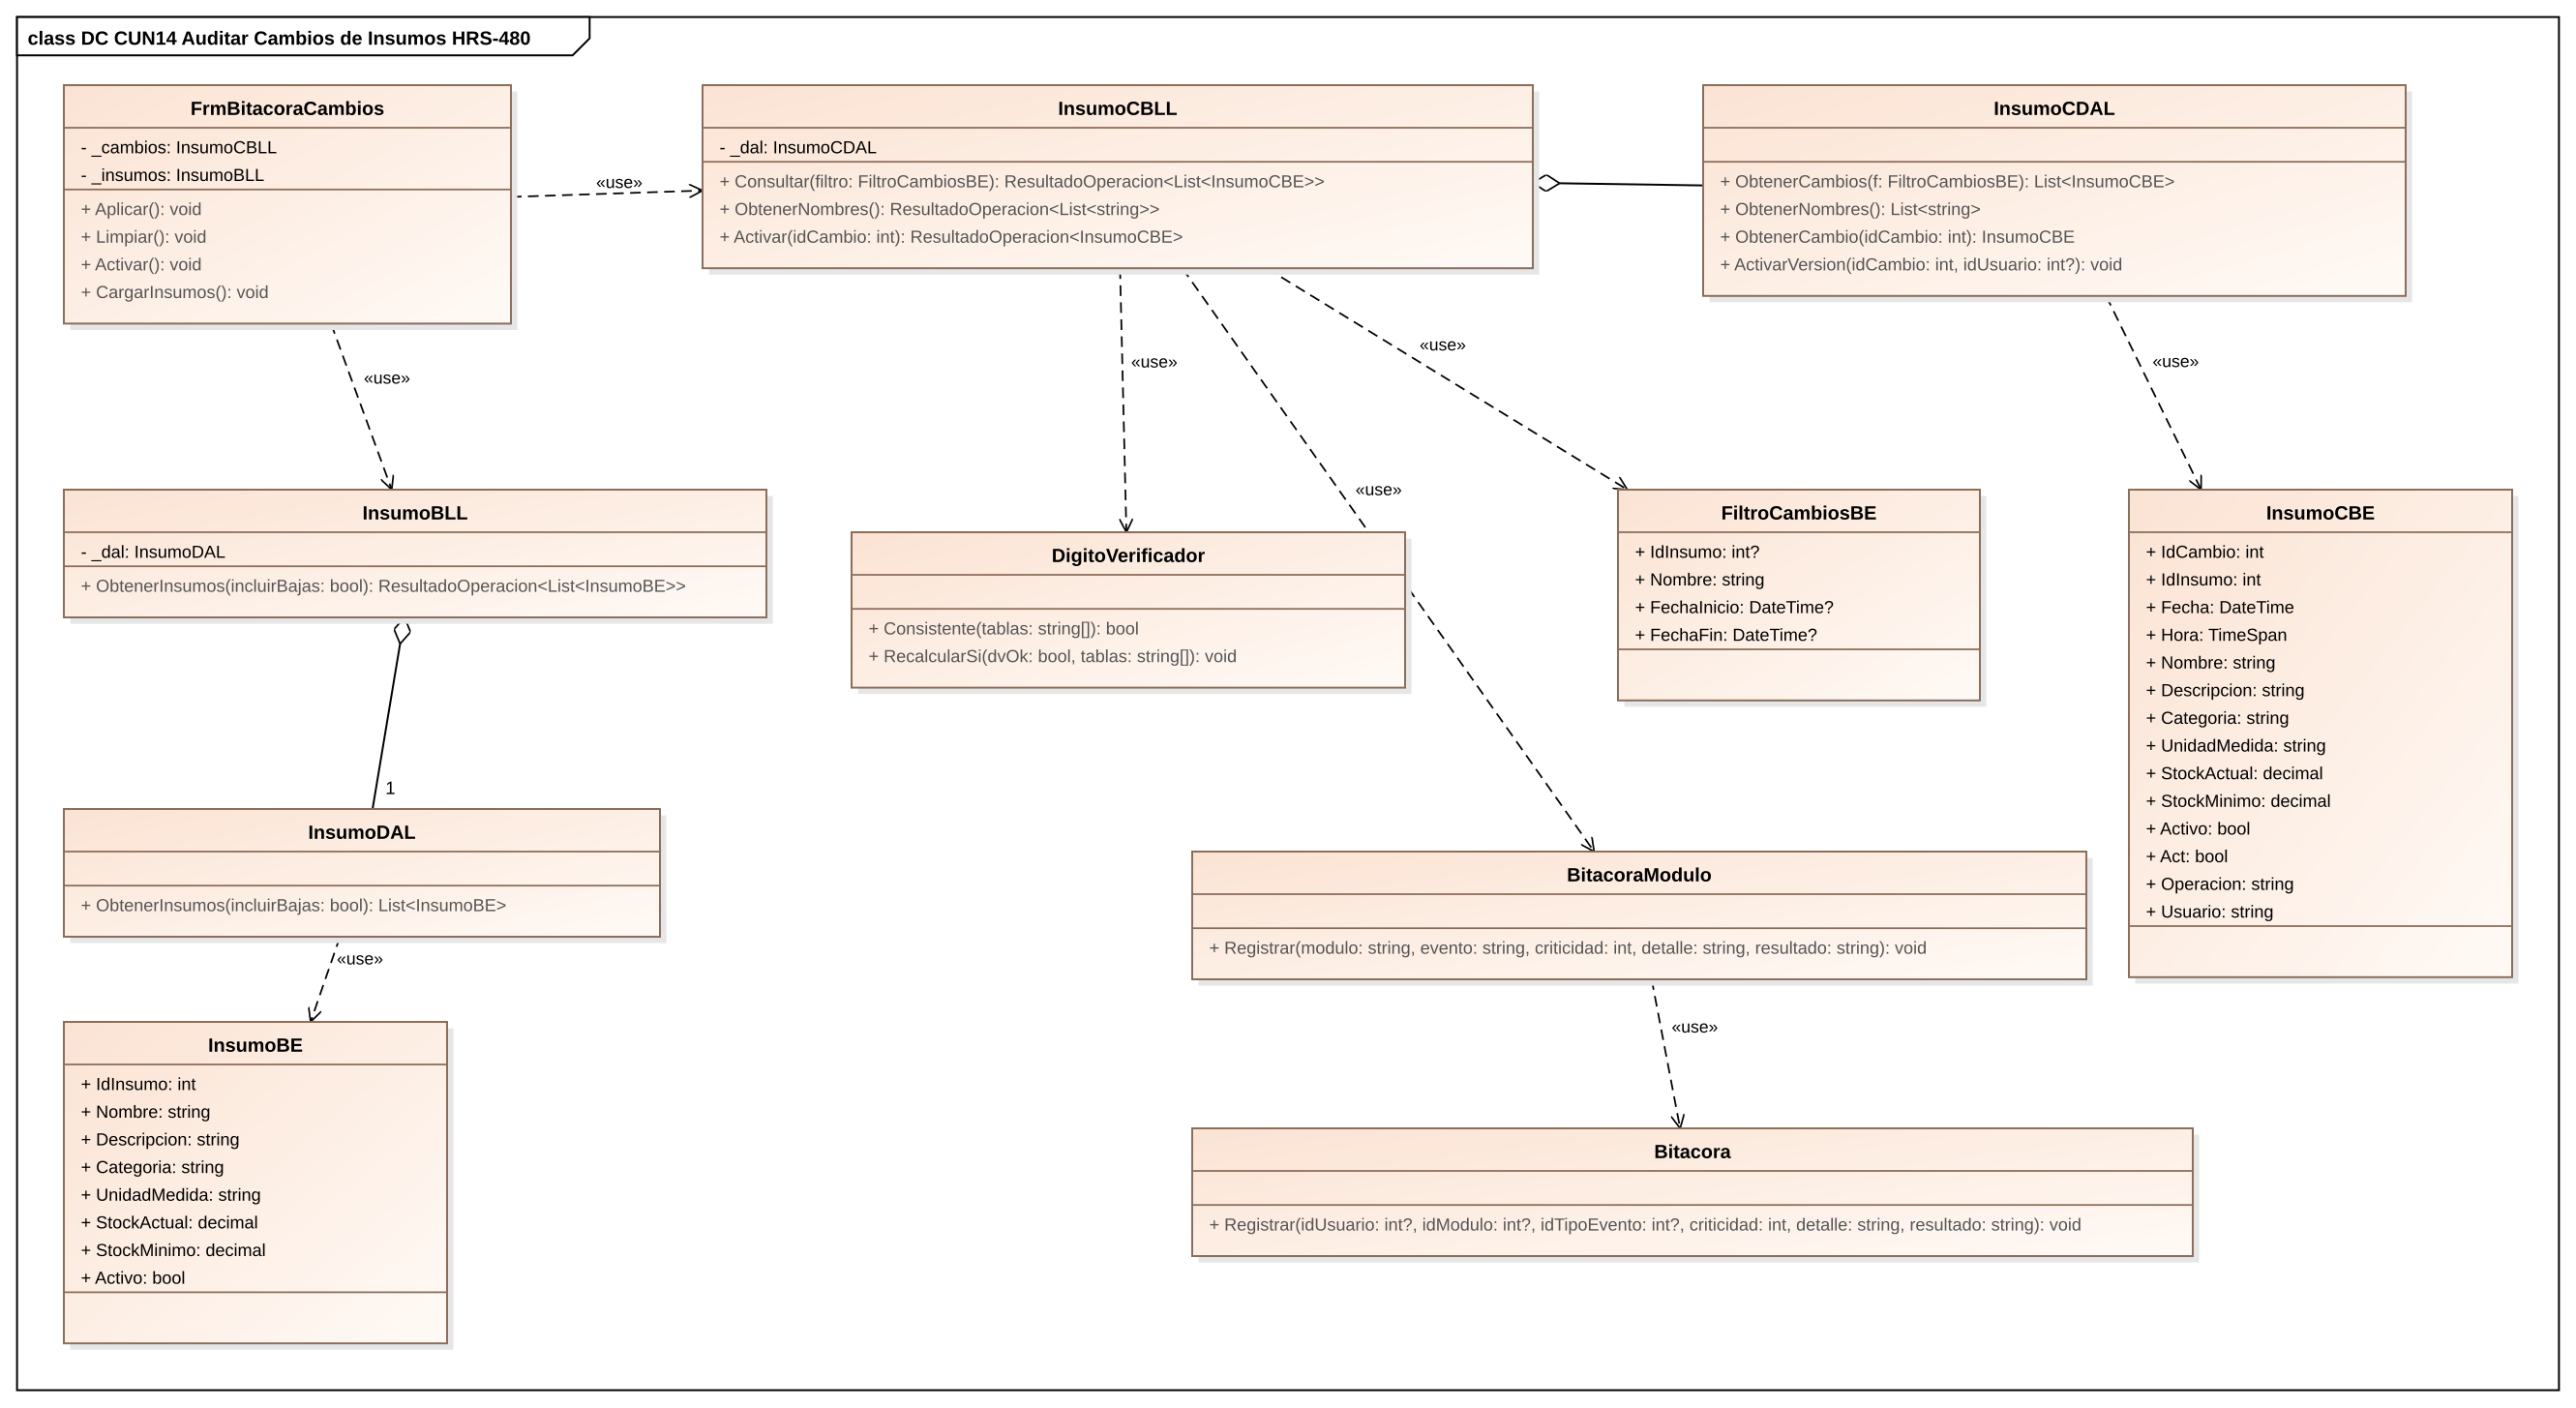 class DC CUN14 Auditar Cambios de Insumos HRS-480
FrmBitacoraCambios
- _cambios: InsumoCBLL
- _insumos: InsumoBLL
+ Aplicar(): void
+ Limpiar(): void
+ Activar(): void
+ CargarInsumos(): void
«use»
InsumoCBLL
- _dal: InsumoCDAL
+ Consultar(filtro: FiltroCambiosBE): ResultadoOperacion<List<InsumoCBE>>
+ ObtenerNombres(): ResultadoOperacion<List<string>>
+ Activar(idCambio: int): ResultadoOperacion<InsumoCBE>
InsumoCDAL
+ ObtenerCambios(f: FiltroCambiosBE): List<InsumoCBE>
+ ObtenerNombres(): List<string>
+ ObtenerCambio(idCambio: int): InsumoCBE
+ ActivarVersion(idCambio: int, idUsuario: int?): void
«use»
«use»
«use»
«use»
«use»
InsumoBLL
- _dal: InsumoDAL
+ ObtenerInsumos(incluirBajas: bool): ResultadoOperacion<List<InsumoBE>>
DigitoVerificador
+ Consistente(tablas: string[]): bool
+ RecalcularSi(dvOk: bool, tablas: string[]): void
FiltroCambiosBE
+ IdInsumo: int?
+ Nombre: string
+ FechaInicio: DateTime?
+ FechaFin: DateTime?
InsumoCBE
+ IdCambio: int
+ IdInsumo: int
+ Fecha: DateTime
+ Hora: TimeSpan
+ Nombre: string
+ Descripcion: string
+ Categoria: string
+ UnidadMedida: string
+ StockActual: decimal
+ StockMinimo: decimal
+ Activo: bool
+ Act: bool
+ Operacion: string
+ Usuario: string
1
InsumoDAL
+ ObtenerInsumos(incluirBajas: bool): List<InsumoBE>
«use»
BitacoraModulo
+ Registrar(modulo: string, evento: string, criticidad: int, detalle: string, resultado: string): void
«use»
InsumoBE
+ IdInsumo: int
+ Nombre: string
+ Descripcion: string
+ Categoria: string
+ UnidadMedida: string
+ StockActual: decimal
+ StockMinimo: decimal
+ Activo: bool
Bitacora
+ Registrar(idUsuario: int?, idModulo: int?, idTipoEvento: int?, criticidad: int, detalle: string, resultado: string): void